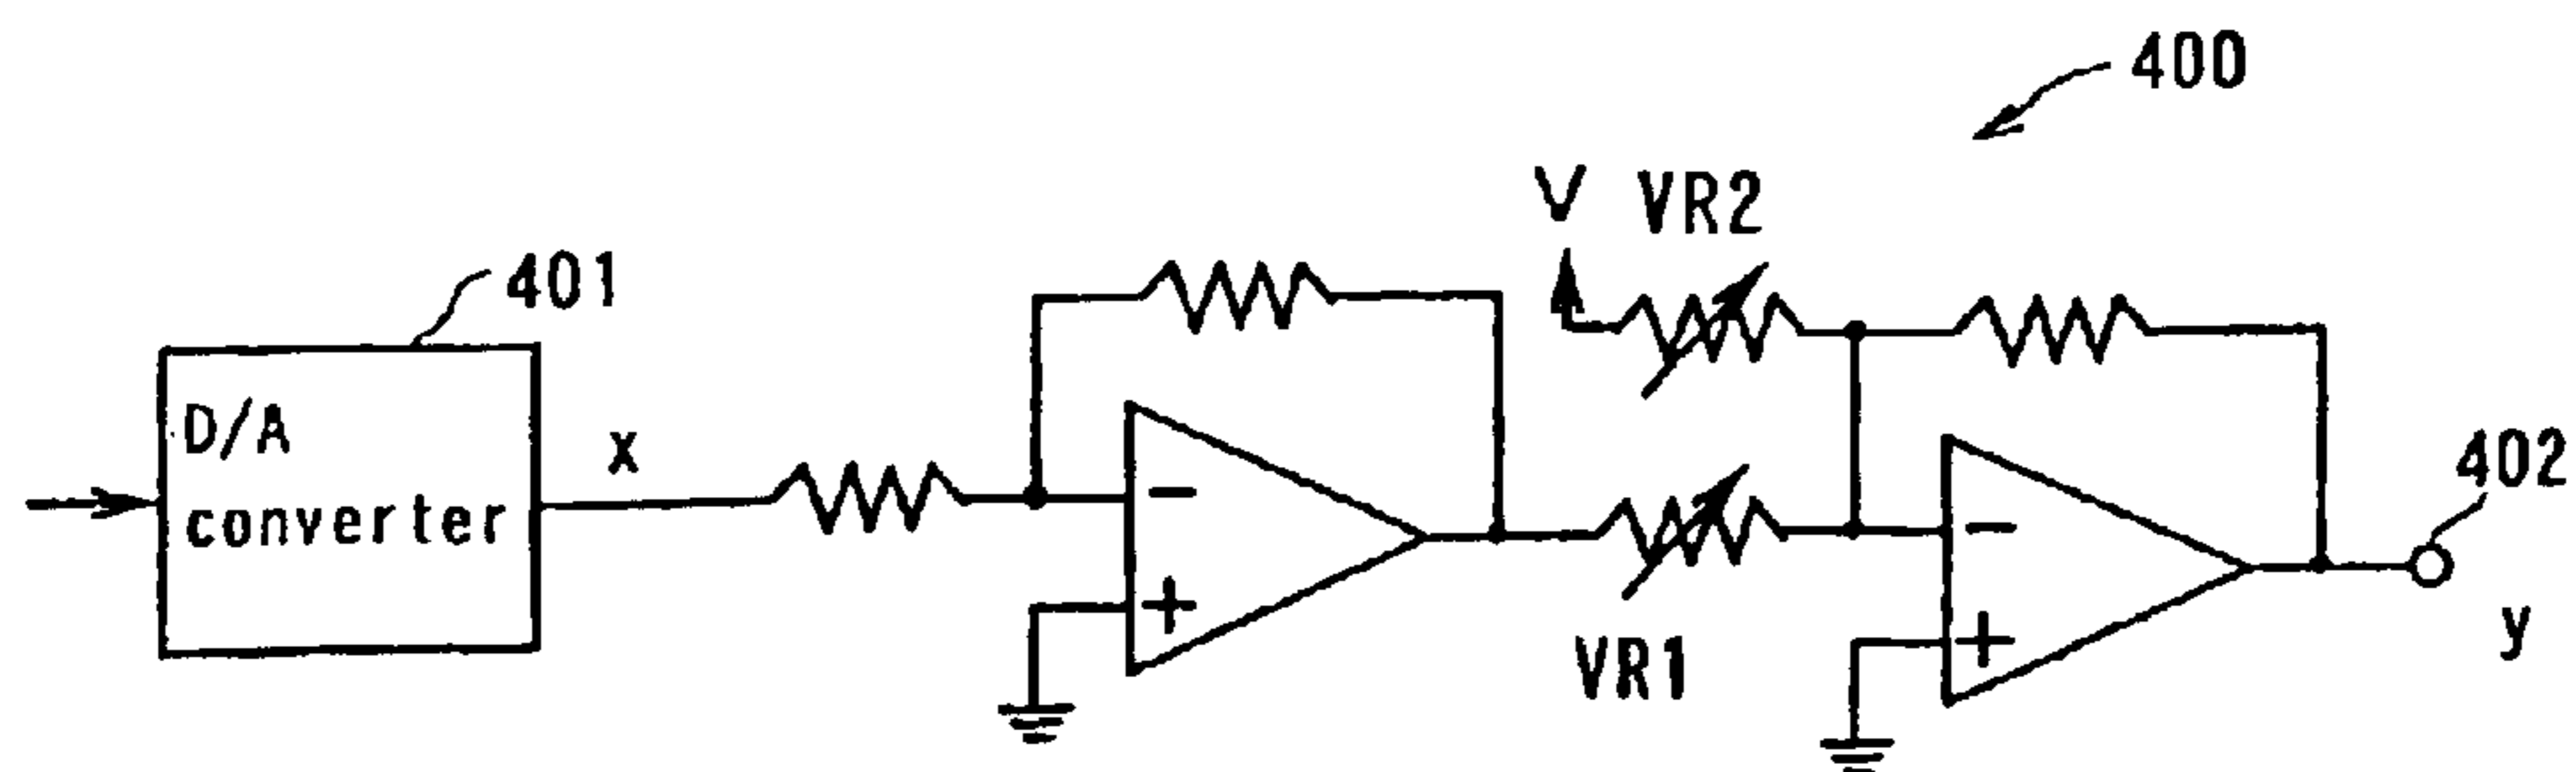 400
V VR2
401
D/A
converter
x
−
+
VR1
−
+
402
y